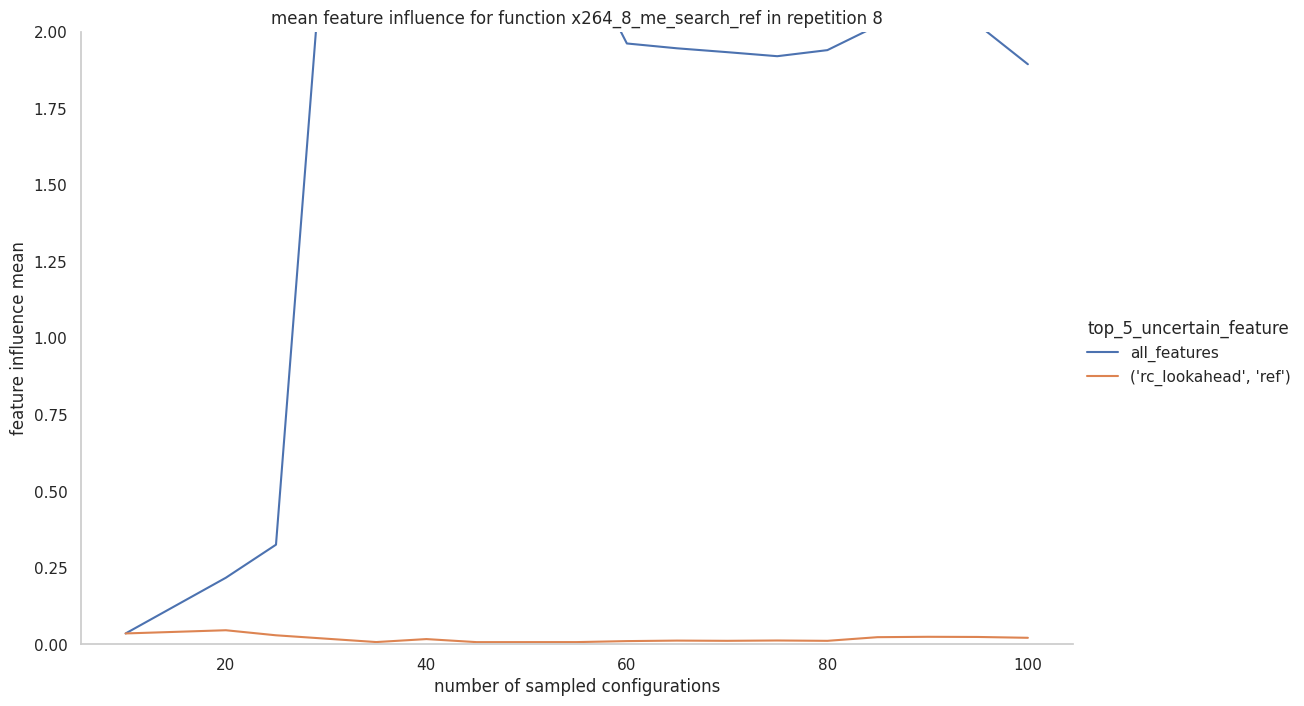 mean feature influence for function x264_8_me_search_ref in repetition 8
2.00
1.75
1.50
1.25
1.00
0.75
0.50
0.25
0.00
feature influence mean
20
40
60
80
100
number of sampled configurations
top_5_uncertain_feature
all_features
('rc_lookahead', 'ref')